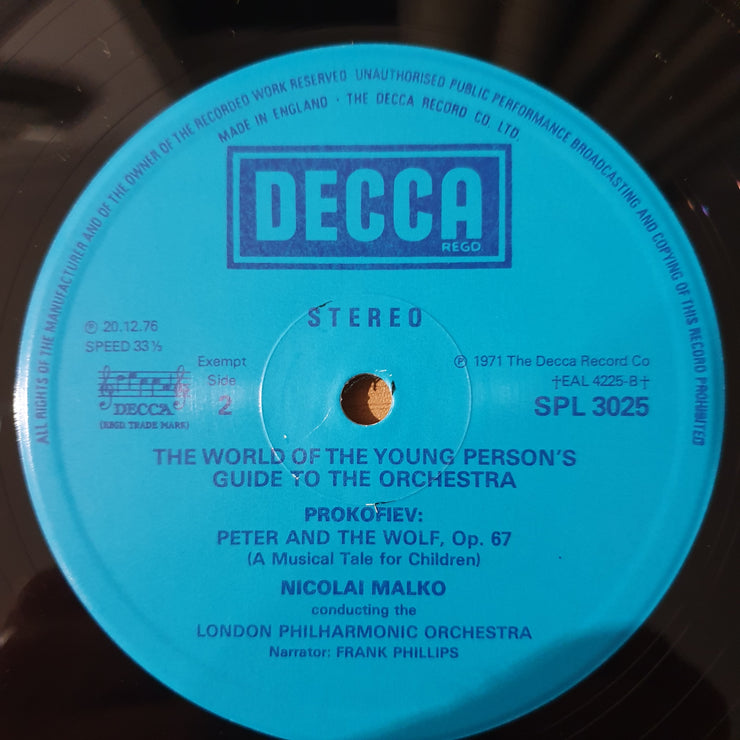 ALL RIGHTS OF THE MANUFACTURER AND OF THE OWNER OF THE RECORDED WORK RESERVED UNAUTHORISED PUBLIC PERFORMANCE BROADCASTING AND COPYING OF THIS RECORD PROHIBITED
MADE IN ENGLAND · THE DECCA RECORD CO LTD.
DECCA
REGD.
STEREO
℗ 20.12.76
SPEED 33⅓
DECCA
(REGD. TRADE MARK)
Exempt
Side
2
℗ 1971 The Decca Record Co
†EAL 4225-B†
SPL 3025
THE WORLD OF THE YOUNG PERSON'S
GUIDE TO THE ORCHESTRA
PROKOFIEV:
PETER AND THE WOLF, Op. 67
(A Musical Tale for Children)
NICOLAI MALKO
conducting the
LONDON PHILHARMONIC ORCHESTRA
Narrator: FRANK PHILLIPS